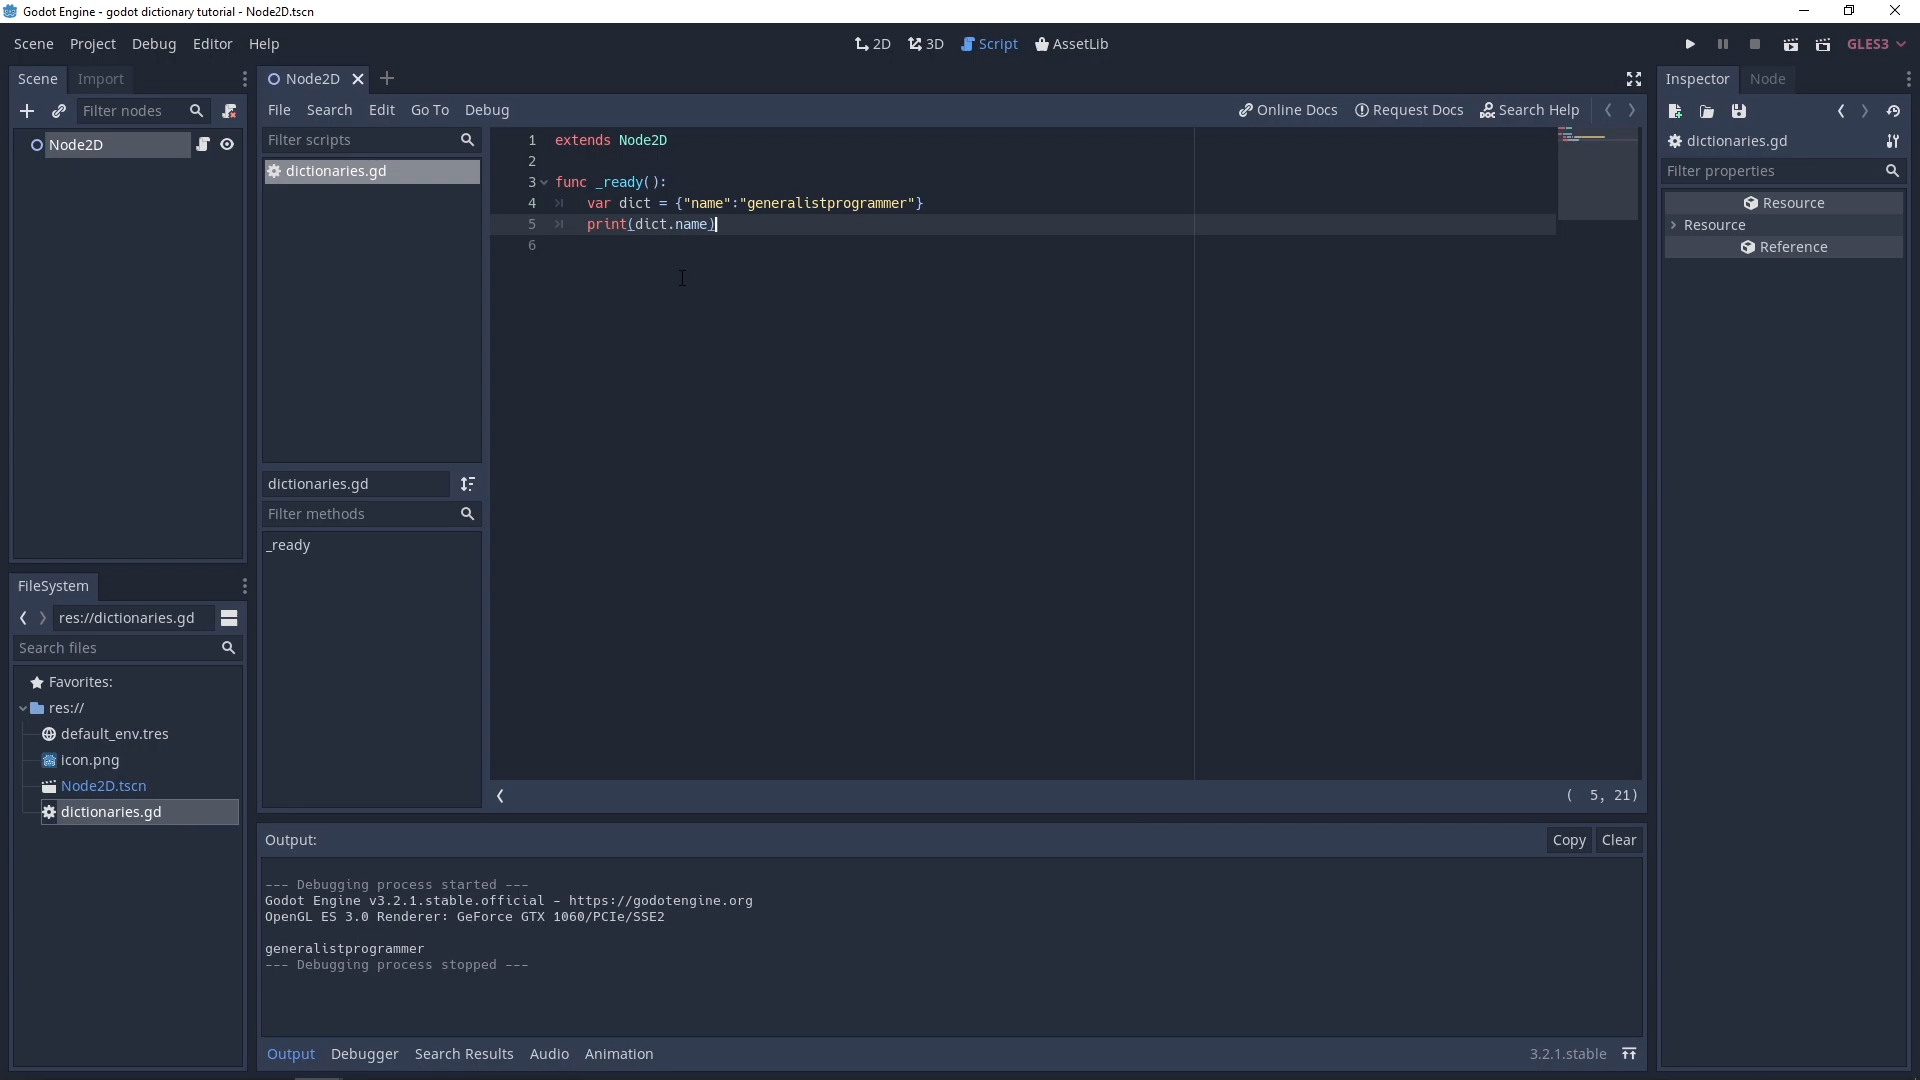 Godot Engine - godot dictionary tutorial - Node2D.tscn
Scene Project Debug Editor Help
2D 3D Script AssetLib
GLES3
Scene Import
Filter nodes
Node2D
Node2D
File Search Edit Go To Debug
Online Docs Request Docs Search Help
Filter scripts
dictionaries.gd
dictionaries.gd
Filter methods
_ready
1 extends Node2D
2
3 func _ready():
4 var dict = {"name":"generalistprogrammer"}
5 print(dict.name)
6
( 5, 21)
Inspector Node
dictionaries.gd
Filter properties
Resource
Resource
Reference
FileSystem
res://dictionaries.gd
Search files
Favorites:
res://
default_env.tres
icon.png
Node2D.tscn
dictionaries.gd
Output:
Copy Clear
--- Debugging process started ---
Godot Engine v3.2.1.stable.official - https://godotengine.org
OpenGL ES 3.0 Renderer: GeForce GTX 1060/PCIe/SSE2
generalistprogrammer
--- Debugging process stopped ---
Output Debugger Search Results Audio Animation
3.2.1.stable